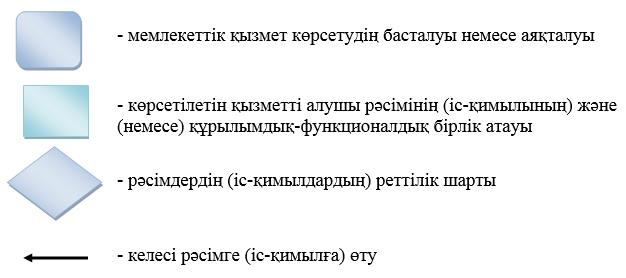 - мемлекеттік қызмет көрсетудің басталуы немесе аяқталуы
- көрсетілетін қызметті алушы рәсімінің (іс-қимылының) және
(немесе) құрылымдық-функционалдық бірлік атауы
- рәсімдердің (іс-қимылдардың) реттілік шарты
- келесі рәсімге (іс-қимылға) өту